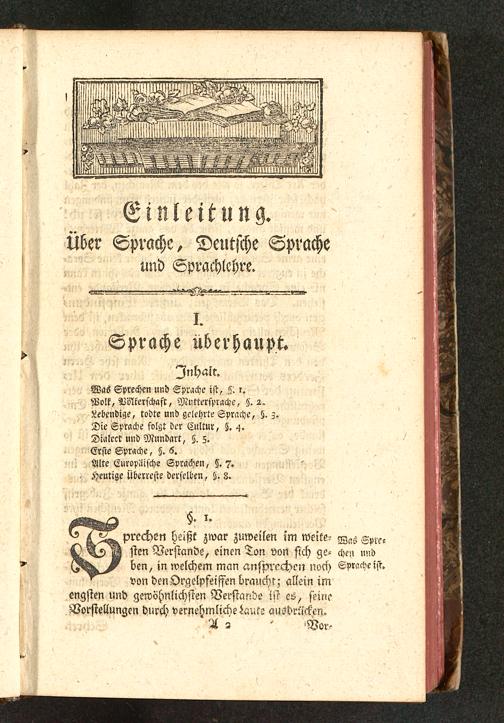 Einleitung.
Über Sprache, Deutsche Sprache
und Sprachlehre.
I.
Sprache überhaupt.
Inhalt.
Was Sprechen und Sprache ist, §. 1.
Volk, Völkerschaft, Muttersprache, §. 2.
Lebendige, todte und gelehrte Sprache, §. 3.
Die Sprache folgt der Cultur, §. 4.
Dialect und Mundart, §. 5.
Erste Sprache, §. 6.
Alte Europäische Sprachen, §. 7.
Heutige Überreste derselben, §. 8.
§. 1.
Sprechen heißt zwar zuweilen im weite-
sten Verstande, einen Ton von sich ge-
ben, in welchem man ansprechen noch
von den Orgelpfeiffen braucht; allein im
engsten und gewöhnlichsten Verstande ist es, seine
Vorstellungen durch vernehmliche Laute ausdrücken.
Was Spre-
chen und
Sprache ist.
A 2
Vor-